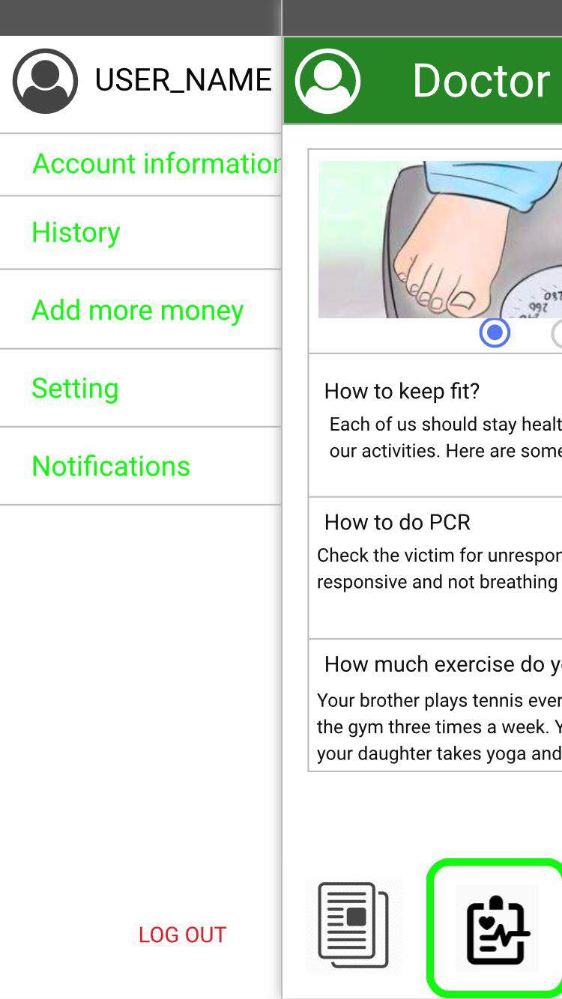 USER_NAME
Account information
History
Add more money
Setting
Notifications
LOG OUT
Doctor
How to keep fit?
Each of us should stay healt
our activities. Here are some
How to do PCR
Check the victim for unrespor
responsive and not breathing
How much exercise do y
Your brother plays tennis ever
the gym three times a week. Y
your daughter takes yoga and